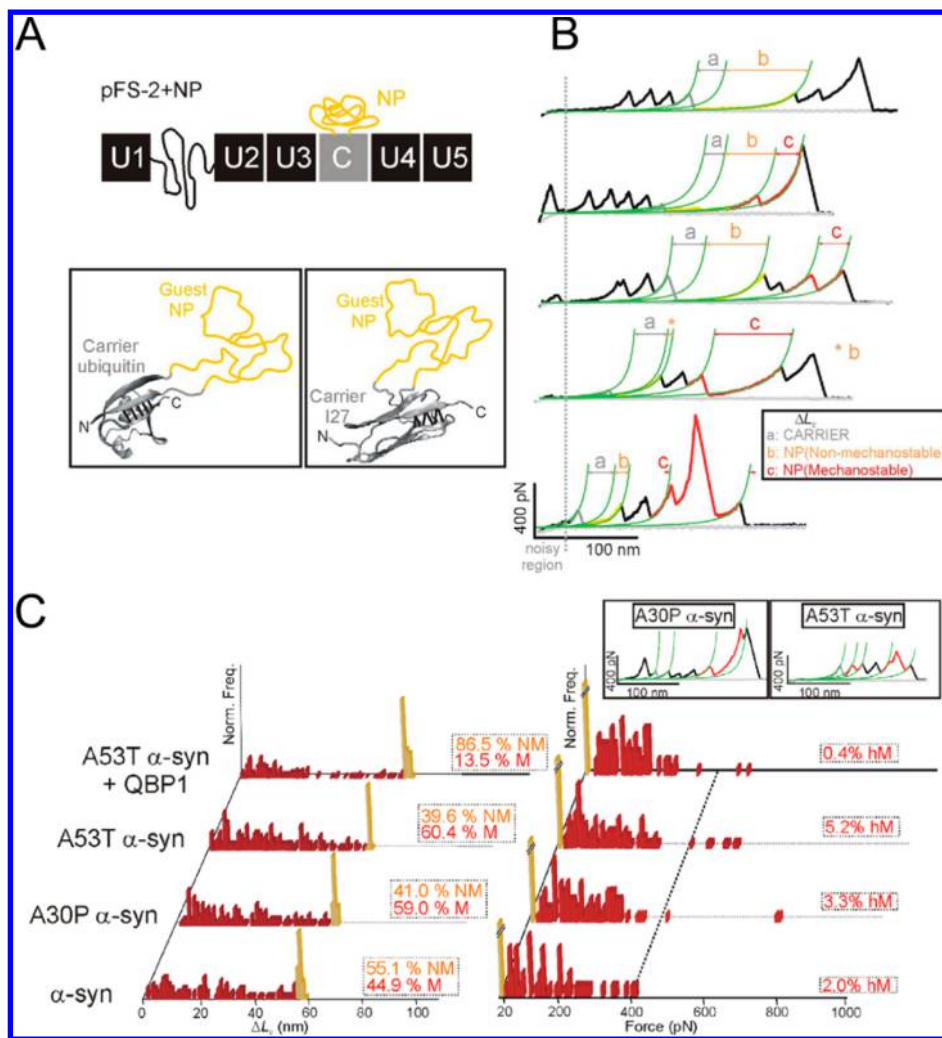 A
pFS-2+NP
NP
U1 U2 U3 C U4 U5
Guest
NP
Carrier
ubiquitin
N
C
Guest
NP
Carrier
I27
N
C
B
a b
a b c
a b c
a * c
* b
a b c
ΔLc
a: CARRIER
b: NP(Non-mechanostable)
c: NP(Mechanostable)
400 pN
noisy
region
100 nm
C
A30P α-syn
400 pN
100 nm
A53T α-syn
400 pN
100 nm
Norm. Freq.
Norm. Freq.
A53T α-syn
+ QBP1
86.5 % NM
13.5 % M
0.4% hM
A53T α-syn
39.6 % NM
60.4 % M
5.2% hM
A30P α-syn
41.0 % NM
59.0 % M
3.3% hM
α-syn
55.1 % NM
44.9 % M
2.0% hM
0 20 40 60 80 100
ΔLc (nm)
20 200 400 600 800 1000
Force (pN)